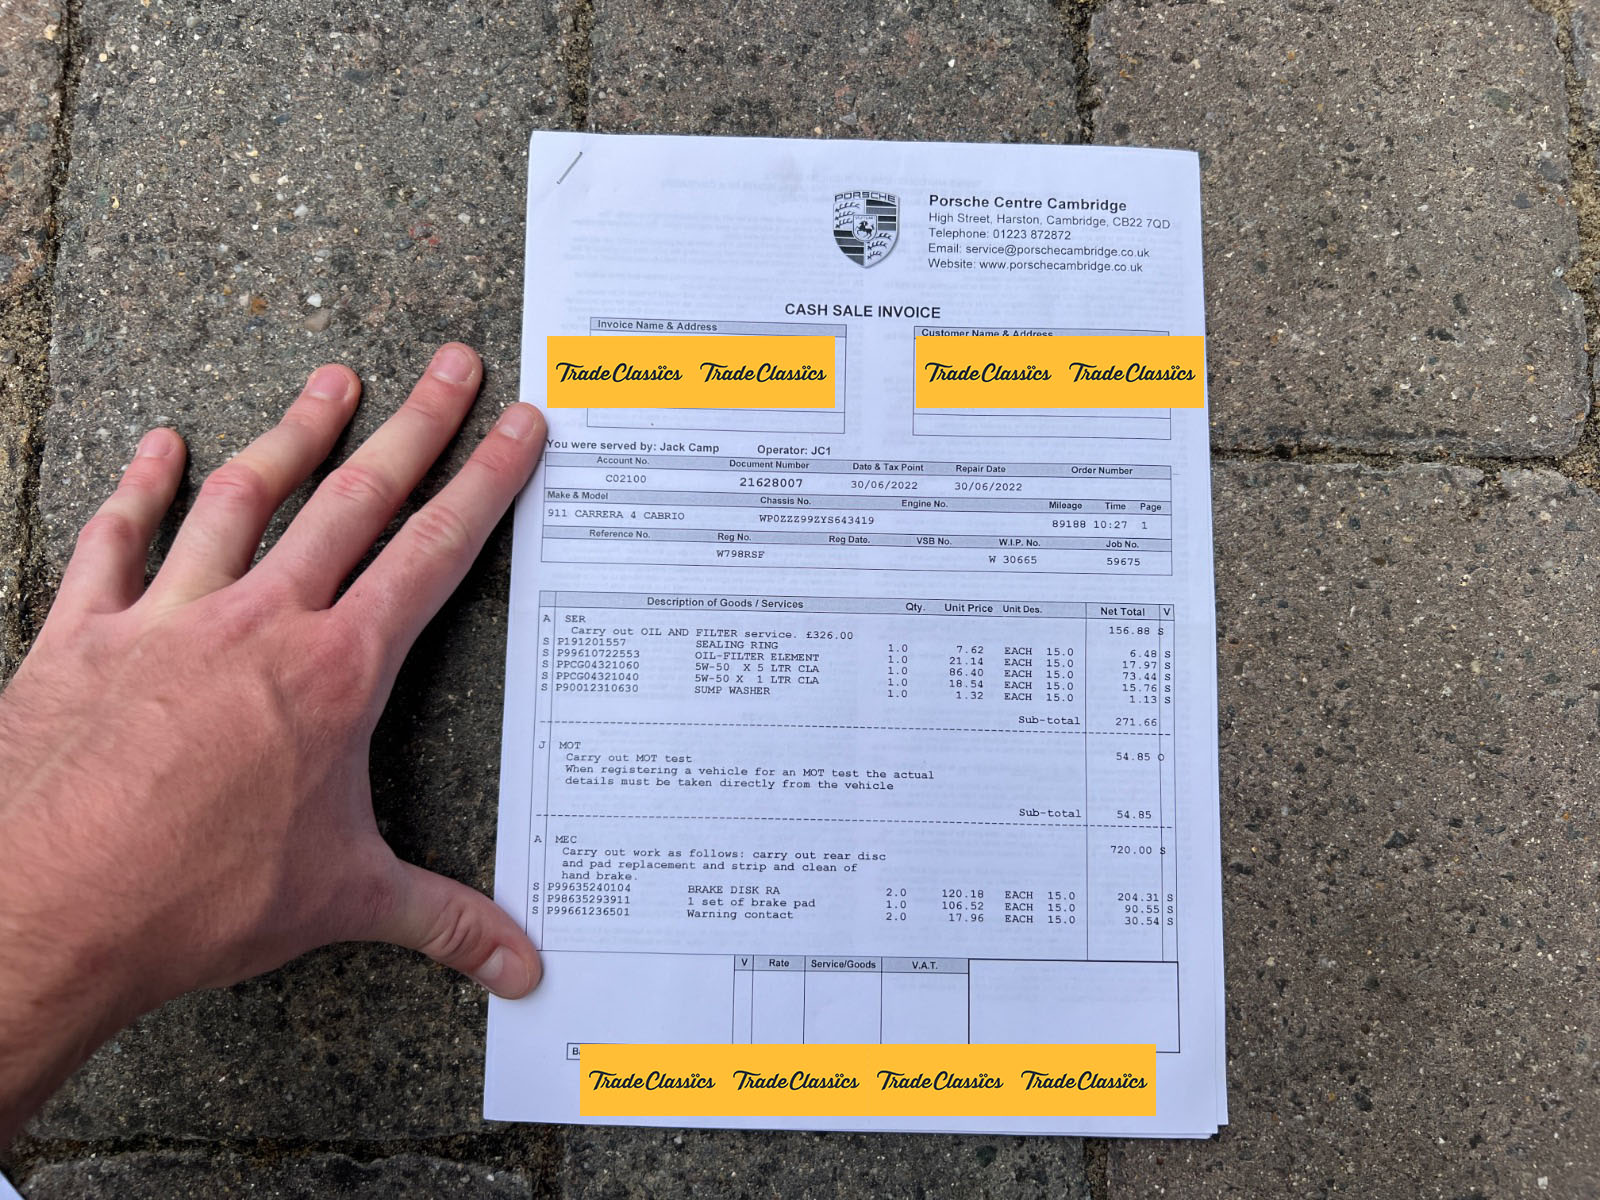 PORSCHE
Porsche Centre Cambridge
High Street, Harston, Cambridge, CB22 7QD
Telephone: 01223 872872
Email: service@porschecambridge.co.uk
Website: www.porschecambridge.co.uk
CASH SALE INVOICE
Invoice Name & Address
Customer Name & Address
TradeClassics TradeClassics
TradeClassics TradeClassics
You were served by: Jack Camp Operator: JC1
Account No. Document Number Date & Tax Point Repair Date Order Number
C02100 21628007 30/06/2022 30/06/2022
Make & Model Chassis No. Engine No. Mileage Time Page
911 CARRERA 4 CABRIO WP0ZZZ99ZYS643419 89188 10:27 1
Reference No. Reg No. Reg Date. VSB No. W.I.P. No. Job No.
W798RSF W 30665 59675
Description of Goods / Services Qty. Unit Price Unit Des. Net Total V
A SER 156.88 S
Carry out OIL AND FILTER service. £326.00
S P191201557 SEALING RING 1.0 7.62 EACH 15.0 6.48 S
S P99610722553 OIL-FILTER ELEMENT 1.0 21.14 EACH 15.0 17.97 S
S PPCG04321060 5W-50 X 5 LTR CLA 1.0 86.40 EACH 15.0 73.44 S
S PPCG04321040 5W-50 X 1 LTR CLA 1.0 18.54 EACH 15.0 15.76 S
S P90012310630 SUMP WASHER 1.0 1.32 EACH 15.0 1.13 S
Sub-total 271.66
J MOT
Carry out MOT test 54.85 O
When registering a vehicle for an MOT test the actual
details must be taken directly from the vehicle
Sub-total 54.85
A MEC
Carry out work as follows: carry out rear disc 720.00 S
and pad replacement and strip and clean of
hand brake.
S P99635240104 BRAKE DISK RA 2.0 120.18 EACH 15.0 204.31 S
S P98635293911 1 set of brake pad 1.0 106.52 EACH 15.0 90.55 S
S P99661236501 Warning contact 2.0 17.96 EACH 15.0 30.54 S
V Rate Service/Goods V.A.T.
TradeClassics TradeClassics TradeClassics TradeClassics